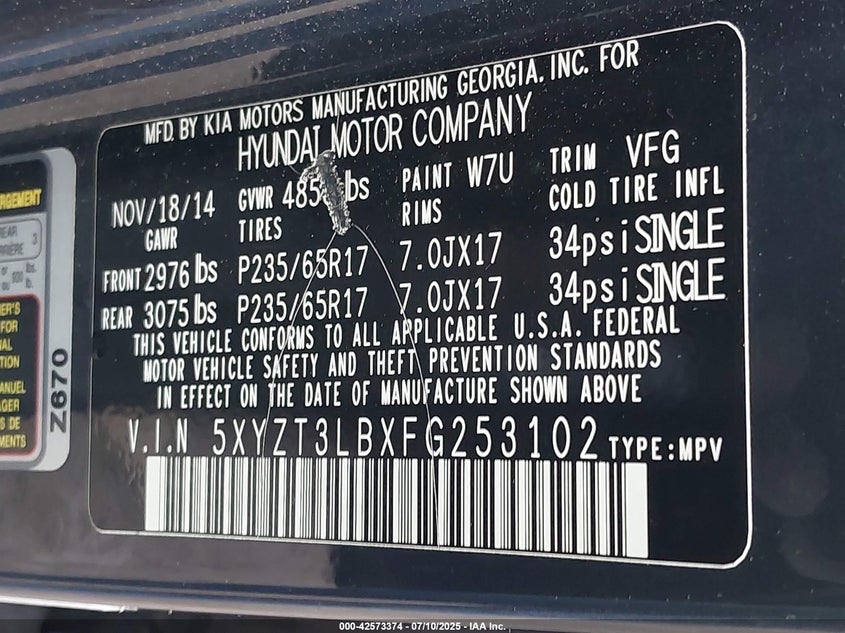 MFD. BY KIA MOTORS MANUFACTURING GEORGIA. INC. FOR
HYUNDAI MOTOR COMPANY
NOV/18/14 GVWR 485 lbs PAINT W7U TRIM VFG
GAWR TIRES RIMS COLD TIRE INFL
FRONT 2976 lbs P235/65R17 7.0JX17 34psi SINGLE
REAR 3075 lbs P235/65R17 7.0JX17 34psi SINGLE
THIS VEHICLE CONFORMS TO ALL APPLICABLE U.S.A. FEDERAL
MOTOR VEHICLE SAFETY AND THEFT PREVENTION STANDARDS
IN EFFECT ON THE DATE OF MANUFACTURE SHOWN ABOVE
V.I.N 5XYZT3LBXFG253102 TYPE:MPV
Z670
000-42573374 - 07/10/2025 - IAA Inc.